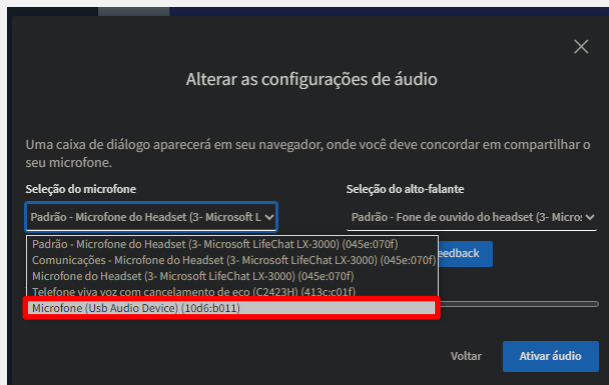 Alterar as configurações de áudio
Uma caixa de diálogo aparecerá em seu navegador, onde você deve concordar em compartilhar o
seu microfone.
Seleção do microfone
Seleção do alto-falante
Padrão - Microfone do Headset (3- Microsoft L
Padrão - Fone de ouvido do headset (3- Micro
Padrão - Microfone do Headset (3- Microsoft LifeChat LX-3000) (045e:070f)
Comunicações - Microfone do Headset (3- Microsoft LifeChat LX-3000) (045e:070f)
eedback
Microfone do Headset (3- Microsoft LifeChat LX-3000) (045e:070f)
Telefone viva voz com cancelamento de eco (C2423H) (413c:c01f)
Microfone (Usb Audio Device) (10d6:b011)
Voltar
Ativar áudio